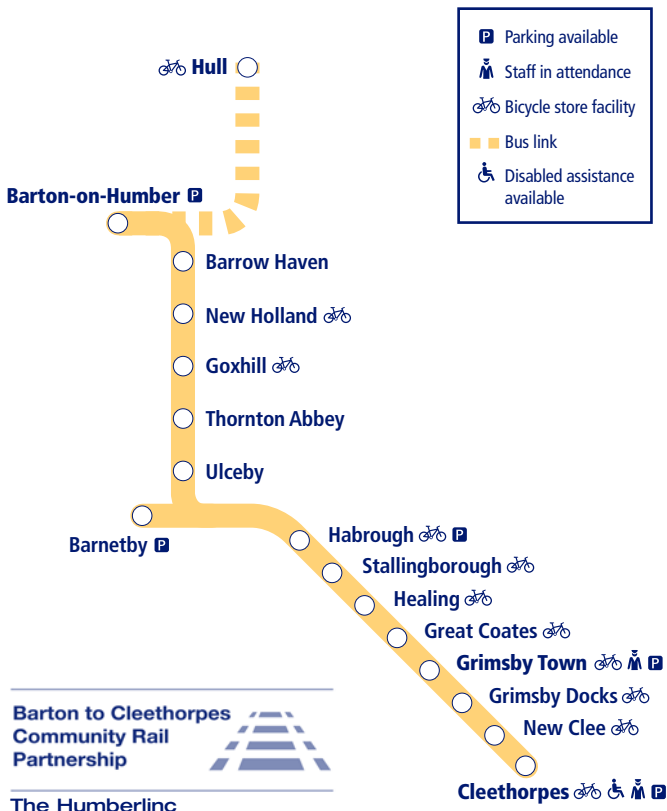 Parking available
Staff in attendance
Bicycle store facility
Bus link
Disabled assistance
available
Hull
Barton-on-Humber P
Barrow Haven
New Holland
Goxhill
Thornton Abbey
Ulceby
Barnetby P
Habrough P
Stallingborough
Healing
Great Coates
Grimsby Town P
Grimsby Docks
New Clee
Cleethorpes P
Barton to Cleethorpes
Community Rail
Partnership
The Humberlinc